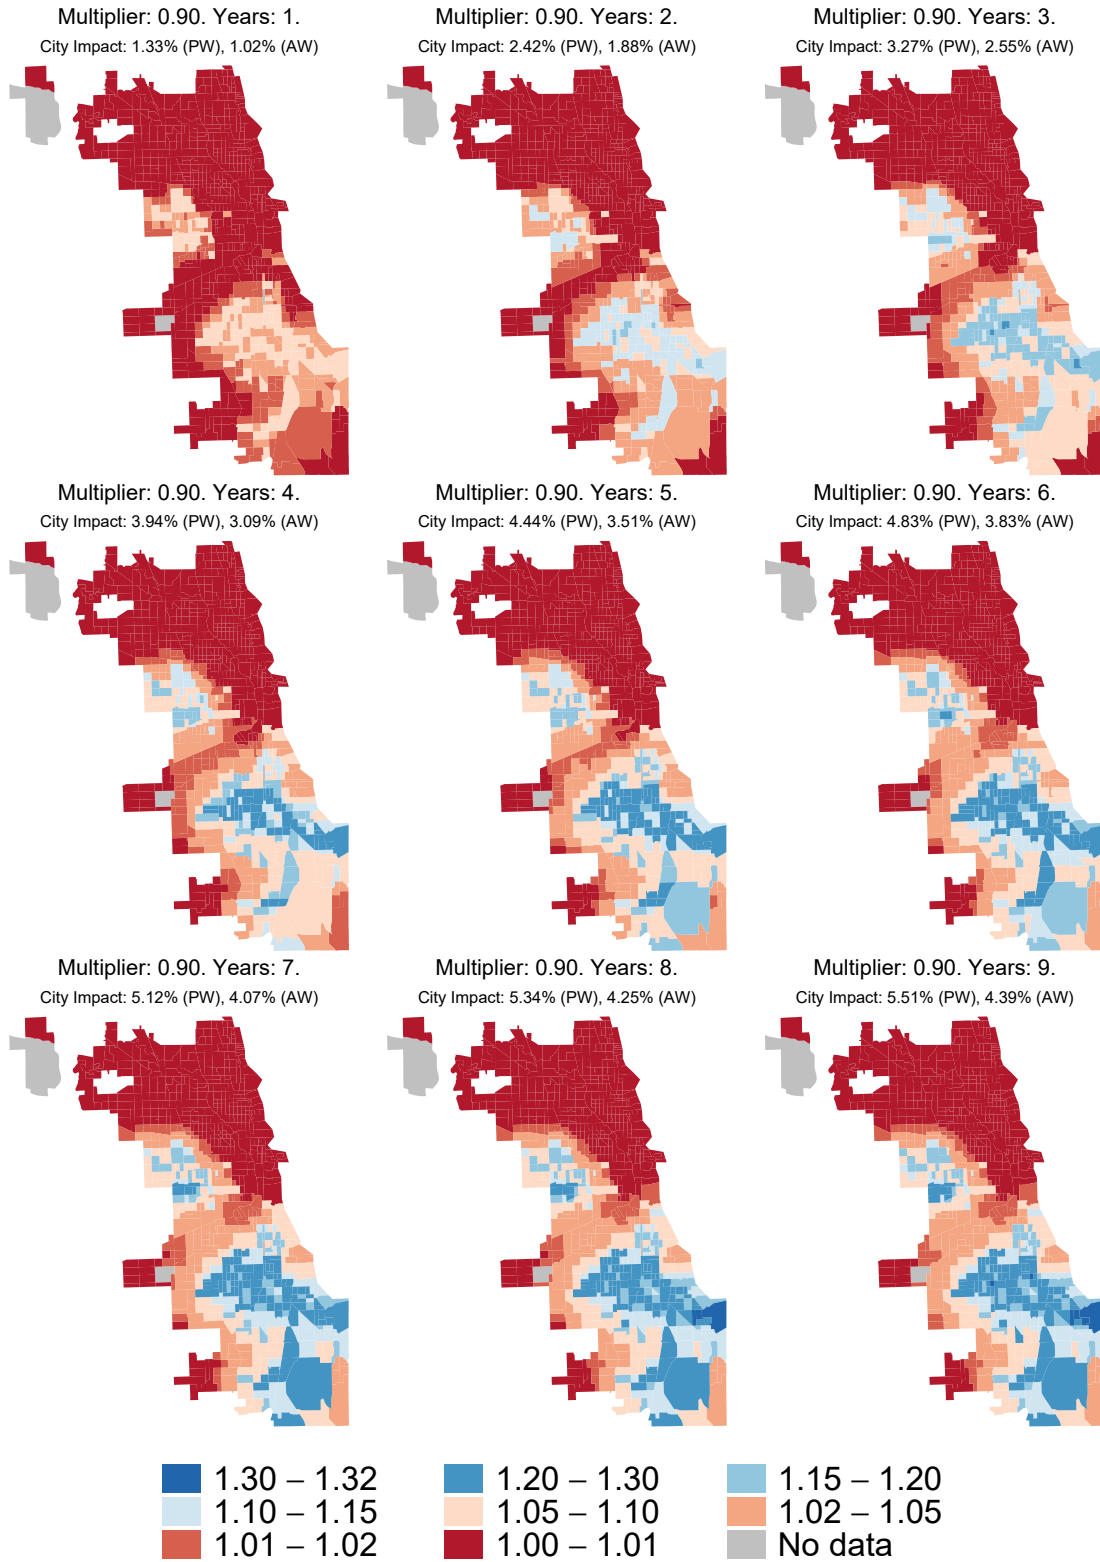 Multiplier: 0.90. Years: 1.
City Impact: 1.33% (PW), 1.02% (AW)
Multiplier: 0.90. Years: 2.
City Impact: 2.42% (PW), 1.88% (AW)
Multiplier: 0.90. Years: 3.
City Impact: 3.27% (PW), 2.55% (AW)
Multiplier: 0.90. Years: 4.
City Impact: 3.94% (PW), 3.09% (AW)
Multiplier: 0.90. Years: 5.
City Impact: 4.44% (PW), 3.51% (AW)
Multiplier: 0.90. Years: 6.
City Impact: 4.83% (PW), 3.83% (AW)
Multiplier: 0.90. Years: 7.
City Impact: 5.12% (PW), 4.07% (AW)
Multiplier: 0.90. Years: 8.
City Impact: 5.34% (PW), 4.25% (AW)
Multiplier: 0.90. Years: 9.
City Impact: 5.51% (PW), 4.39% (AW)
1.30 – 1.32
1.20 – 1.30
1.15 – 1.20
1.10 – 1.15
1.05 – 1.10
1.02 – 1.05
1.01 – 1.02
1.00 – 1.01
No data